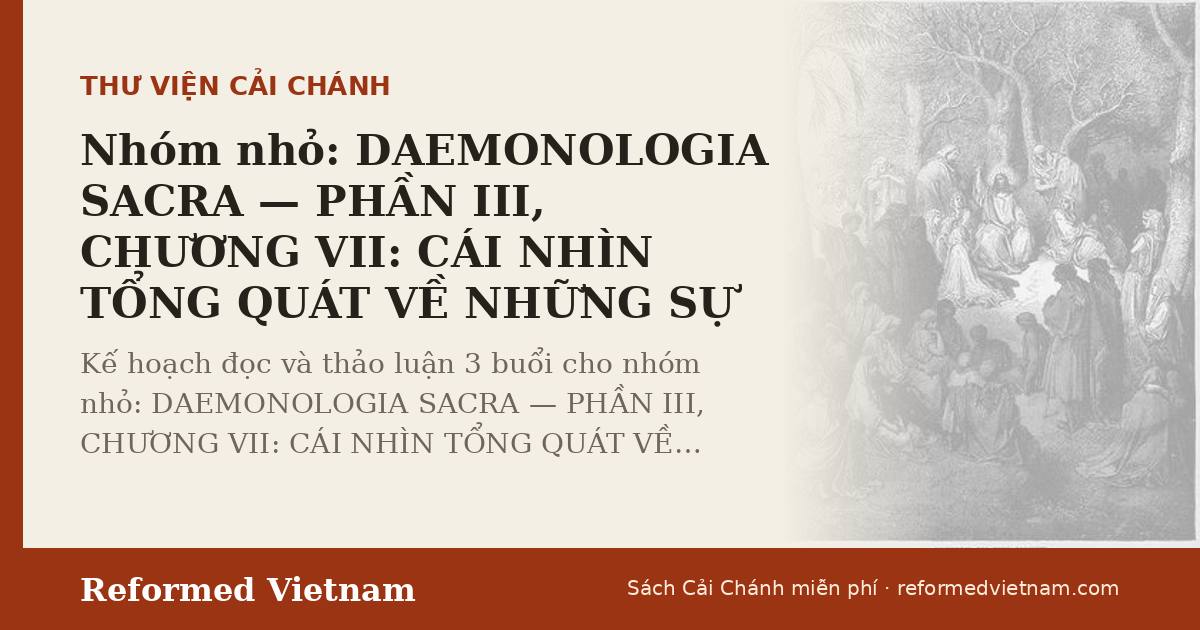 THƯ VIỆN CẢI CHÁNH
Nhóm nhỏ: DAEMONOLOGIA
SACRA — PHẦN III,
CHƯƠNG VII: CÁI NHÌN
TỔNG QUÁT VỀ NHỮNG SỰ
Kế hoạch đọc và thảo luận 3 buổi cho nhóm
nhỏ: DAEMONOLOGIA SACRA — PHẦN III,
CHƯƠNG VII: CÁI NHÌN TỔNG QUÁT VỀ...
Reformed Vietnam
Sách Cải Chánh miễn phí · reformedvietnam.com